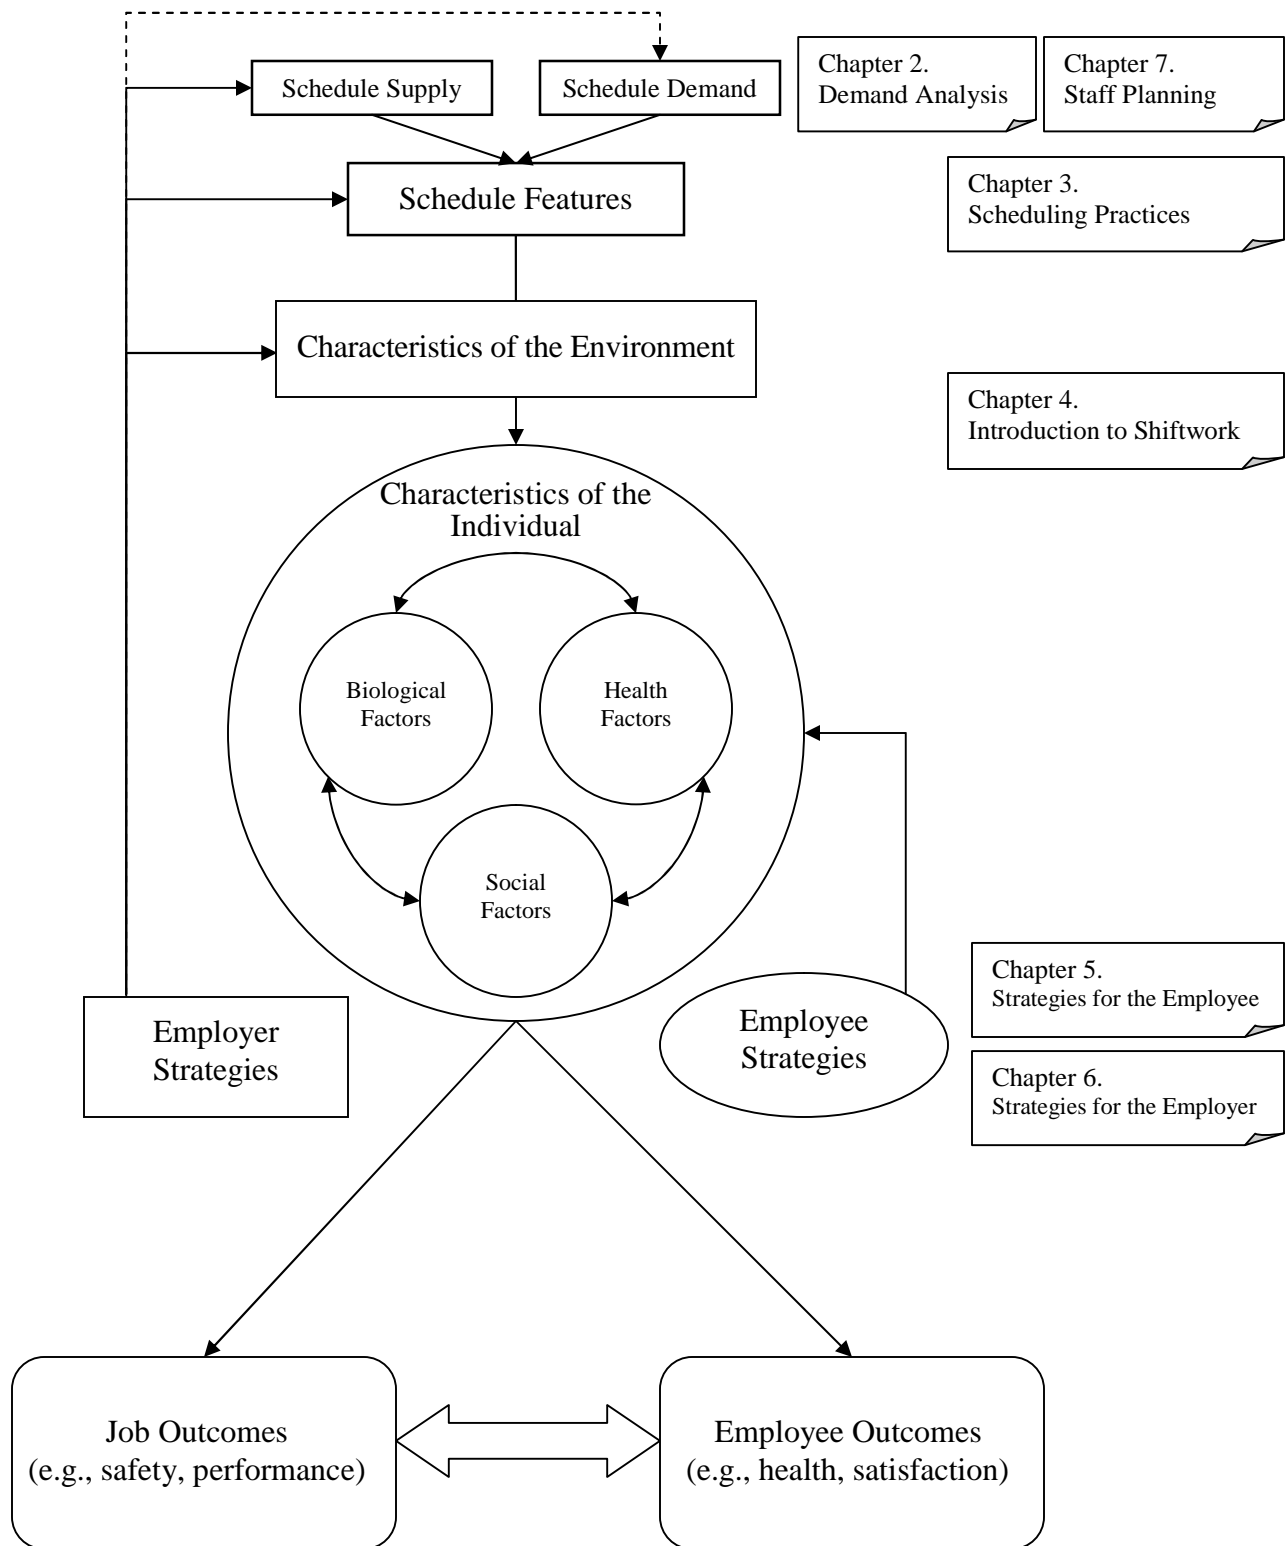 Schedule Supply
Schedule Demand
Chapter 2.
Demand Analysis
Chapter 7.
Staff Planning
Schedule Features
Chapter 3.
Scheduling Practices
Characteristics of the Environment
Chapter 4.
Introduction to Shiftwork
Characteristics of the
Individual
Biological
Factors
Health
Factors
Social
Factors
Employer
Strategies
Employee
Strategies
Chapter 5.
Strategies for the Employee
Chapter 6.
Strategies for the Employer
Job Outcomes
(e.g., safety, performance)
Employee Outcomes
(e.g., health, satisfaction)